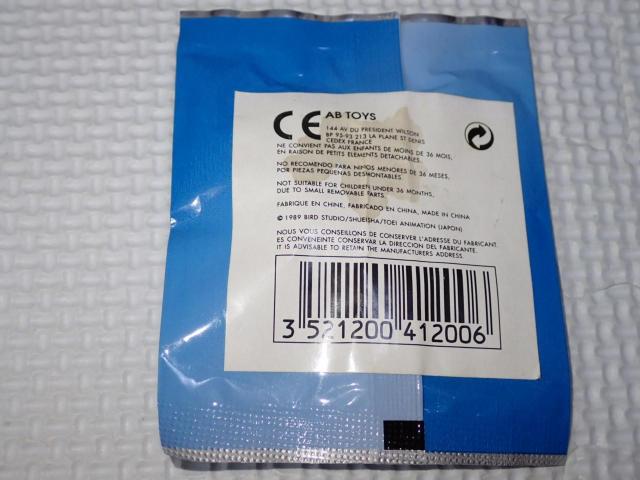 CE AB TOYS
144 AV DU PRESIDENT WILSON
BP 95-93 213 LA PLANE ST DENIS
CEDEX FRANCE
NE CONVIENT PAS AUX ENFANTS DE MOINS DE 36 MOIS,
EN RAISON DE PETITS ELEMENTS DETACHABLES.
NO RECOMENDO PARA NINOS MENORES DE 36 MESES,
POR PIEZAS PEQUENAS DESMONTABLES.
NOT SUITABLE FOR CHILDREN UNDER 36 MONTHS,
DUE TO SMALL REMOVABLE PARTS.
FABRIQUE EN CHINE, FABRICADO EN CHINA, MADE IN CHINA
© 1989 BIRD STUDIO/SHUEISHA/TOEI ANIMATION (JAPON)
NOUS VOUS CONSEILLONS DE CONSERVER L'ADRESSE DU FABRICANT
ES CONVENEINTE CONSERVAR LA DIRECCION DEL FABRICANTE.
IT IS ADVISABLE TO RETAIN THE MANUFACTURERS ADDRESS.
3 521200 412006